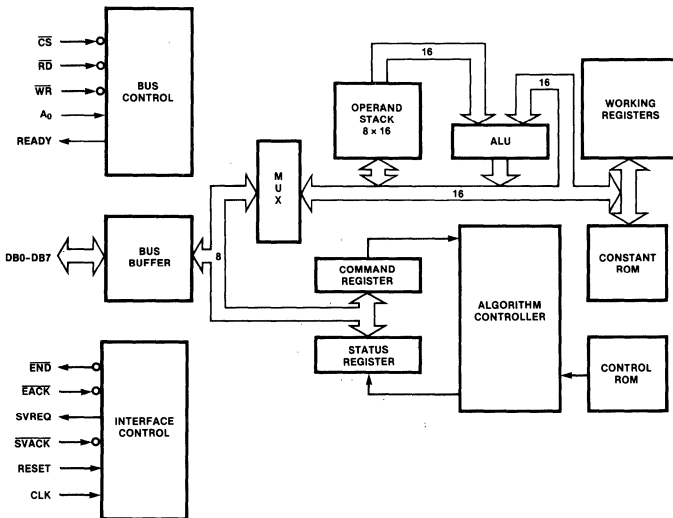 CS
RD
WR
A0
READY
BUS
CONTROL
16
OPERAND
STACK
8 × 16
16
ALU
WORKING
REGISTERS
M
U
X
16
DB0-DB7
BUS
BUFFER
8
COMMAND
REGISTER
STATUS
REGISTER
ALGORITHM
CONTROLLER
CONSTANT
ROM
CONTROL
ROM
END
EACK
SVREQ
SVACK
RESET
CLK
INTERFACE
CONTROL